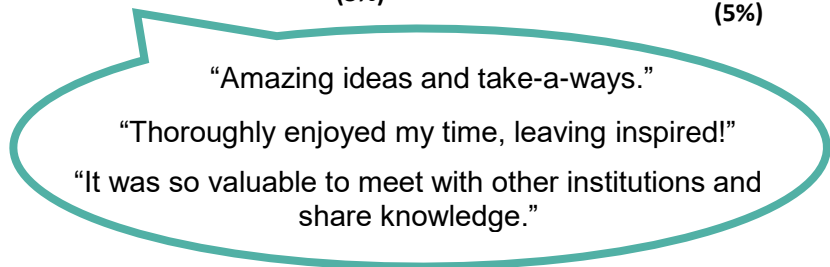 (5%)
“Amazing ideas and take-a-ways.”
“Thoroughly enjoyed my time, leaving inspired!”
“It was so valuable to meet with other institutions and
share knowledge.”